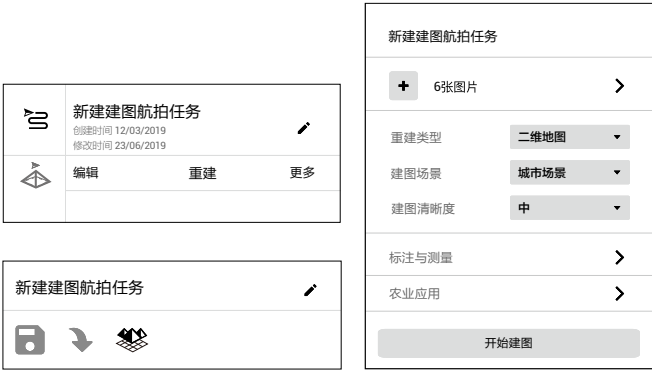 新建建图航拍任务
创建时间 12/03/2019
修改时间 23/06/2019
编辑 重建 更多
新建建图航拍任务
新建建图航拍任务
6张图片
重建类型 二维地图
建图场景 城市场景
建图清晰度 中
标注与测量
农业应用
开始建图